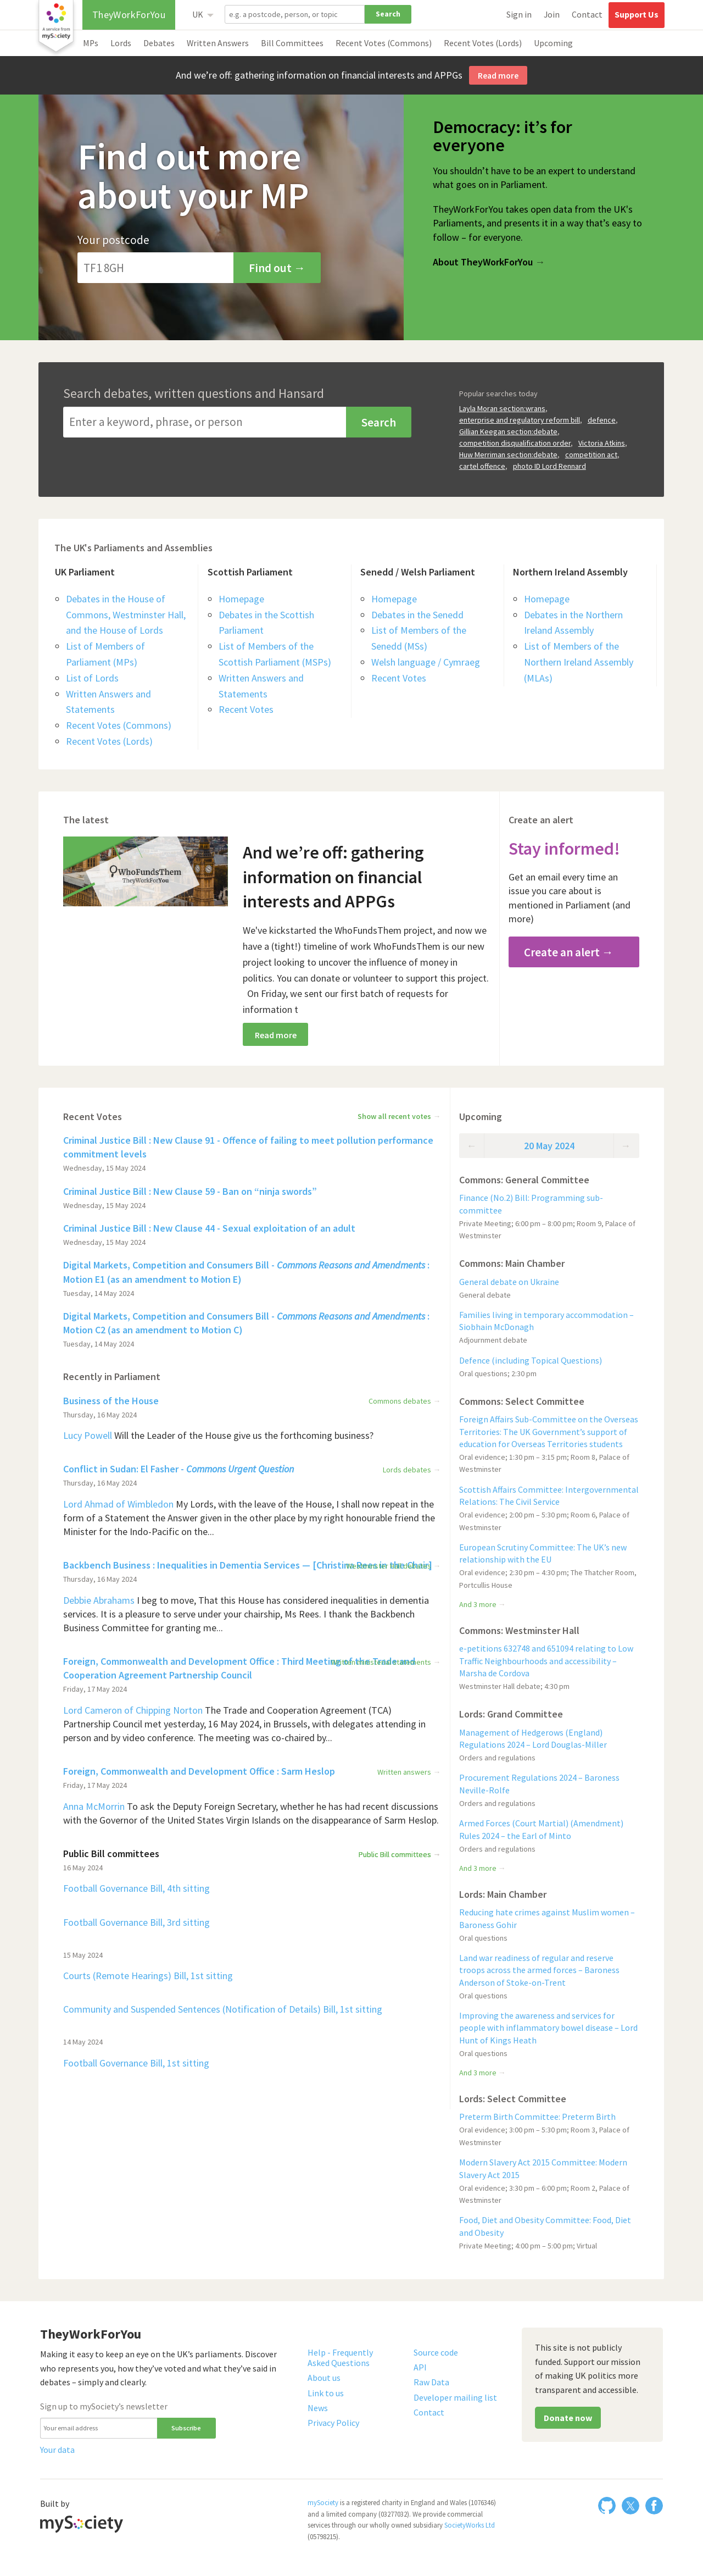 A service from
mySociety
TheyWorkForYou
UK
e.g. a postcode, person, or topic
Search
Sign in
Join
Contact
Support Us
MPs
Lords
Debates
Written Answers
Bill Committees
Recent Votes (Commons)
Recent Votes (Lords)
Upcoming
And we're off: gathering information on financial interests and APPGs
Read more
Find out more
about your MP
Your postcode
TF1 8GH
Find out →
Democracy: it's for
everyone
You shouldn't have to be an expert to understand
what goes on in Parliament.
TheyWorkForYou takes open data from the UK's
Parliaments, and presents it in a way that's easy to
follow – for everyone.
About TheyWorkForYou →
Search debates, written questions and Hansard
Enter a keyword, phrase, or person
Search
Popular searches today
Layla Moran section:wrans,
enterprise and regulatory reform bill, defence,
Gillian Keegan section:debate,
competition disqualification order, Victoria Atkins,
Huw Merriman section:debate, competition act,
cartel offence, photo ID Lord Rennard
The UK's Parliaments and Assemblies
UK Parliament
Debates in the House of
Commons, Westminster Hall,
and the House of Lords
List of Members of
Parliament (MPs)
List of Lords
Written Answers and
Statements
Recent Votes (Commons)
Recent Votes (Lords)
Scottish Parliament
Homepage
Debates in the Scottish
Parliament
List of Members of the
Scottish Parliament (MSPs)
Written Answers and
Statements
Recent Votes
Senedd / Welsh Parliament
Homepage
Debates in the Senedd
List of Members of the
Senedd (MSs)
Welsh language / Cymraeg
Recent Votes
Northern Ireland Assembly
Homepage
Debates in the Northern
Ireland Assembly
List of Members of the
Northern Ireland Assembly
(MLAs)
The latest
WhoFundsThem
TheyWorkForYou
And we're off: gathering
information on financial
interests and APPGs
We've kickstarted the WhoFundsThem project, and now we
have a (tight!) timeline of work WhoFundsThem is our new
project looking to uncover the influence of money in
politics. You can donate or volunteer to support this project.
On Friday, we sent our first batch of requests for
information t
Read more
Create an alert
Stay informed!
Get an email every time an
issue you care about is
mentioned in Parliament (and
more)
Create an alert →
Recent Votes
Show all recent votes →
Criminal Justice Bill : New Clause 91 - Offence of failing to meet pollution performance
commitment levels
Wednesday, 15 May 2024
Criminal Justice Bill : New Clause 59 - Ban on “ninja swords”
Wednesday, 15 May 2024
Criminal Justice Bill : New Clause 44 - Sexual exploitation of an adult
Wednesday, 15 May 2024
Digital Markets, Competition and Consumers Bill - Commons Reasons and Amendments :
Motion E1 (as an amendment to Motion E)
Tuesday, 14 May 2024
Digital Markets, Competition and Consumers Bill - Commons Reasons and Amendments :
Motion C2 (as an amendment to Motion C)
Tuesday, 14 May 2024
Recently in Parliament
Business of the House
Commons debates →
Thursday, 16 May 2024
Lucy Powell Will the Leader of the House give us the forthcoming business?
Conflict in Sudan: El Fasher - Commons Urgent Question
Lords debates →
Thursday, 16 May 2024
Lord Ahmad of Wimbledon My Lords, with the leave of the House, I shall now repeat in the
form of a Statement the Answer given in the other place by my right honourable friend the
Minister for the Indo-Pacific on the...
Backbench Business : Inequalities in Dementia Services — [Christina Rees in the Chair]
Thursday, 16 May 2024
Debbie Abrahams I beg to move, That this House has considered inequalities in dementia
services. It is a pleasure to serve under your chairship, Ms Rees. I thank the Backbench
Business Committee for granting me...
Foreign, Commonwealth and Development Office : Third Meeting of the Trade and
Cooperation Agreement Partnership Council
Friday, 17 May 2024
Lord Cameron of Chipping Norton The Trade and Cooperation Agreement (TCA)
Partnership Council met yesterday, 16 May 2024, in Brussels, with delegates attending in
person and by video conference. The meeting was co-chaired by...
Foreign, Commonwealth and Development Office : Sarm Heslop
Written answers →
Friday, 17 May 2024
Anna McMorrin To ask the Deputy Foreign Secretary, whether he has had recent discussions
with the Governor of the United States Virgin Islands on the disappearance of Sarm Heslop.
Public Bill committees
Public Bill committees →
16 May 2024
Football Governance Bill, 4th sitting
Football Governance Bill, 3rd sitting
15 May 2024
Courts (Remote Hearings) Bill, 1st sitting
Community and Suspended Sentences (Notification of Details) Bill, 1st sitting
14 May 2024
Football Governance Bill, 1st sitting
Upcoming
← 20 May 2024 →
Commons: General Committee
Finance (No.2) Bill: Programming sub-
committee
Private Meeting; 6:00 pm – 8:00 pm; Room 9, Palace of
Westminster
Commons: Main Chamber
General debate on Ukraine
General debate
Families living in temporary accommodation –
Siobhain McDonagh
Adjournment debate
Defence (including Topical Questions)
Oral questions; 2:30 pm
Commons: Select Committee
Foreign Affairs Sub-Committee on the Overseas
Territories: The UK Government's support of
education for Overseas Territories students
Oral evidence; 1:30 pm – 3:15 pm; Room 8, Palace of
Westminster
Scottish Affairs Committee: Intergovernmental
Relations: The Civil Service
Oral evidence; 2:00 pm – 5:30 pm; Room 6, Palace of
Westminster
European Scrutiny Committee: The UK's new
relationship with the EU
Oral evidence; 2:30 pm – 4:30 pm; The Thatcher Room,
Portcullis House
And 3 more →
Commons: Westminster Hall
e-petitions 632748 and 651094 relating to Low
Traffic Neighbourhoods and accessibility –
Marsha de Cordova
Westminster Hall debate; 4:30 pm
Lords: Grand Committee
Management of Hedgerows (England)
Regulations 2024 – Lord Douglas-Miller
Orders and regulations
Procurement Regulations 2024 – Baroness
Neville-Rolfe
Orders and regulations
Armed Forces (Court Martial) (Amendment)
Rules 2024 – the Earl of Minto
Orders and regulations
And 3 more →
Lords: Main Chamber
Reducing hate crimes against Muslim women –
Baroness Gohir
Oral questions
Land war readiness of regular and reserve
troops across the armed forces – Baroness
Anderson of Stoke-on-Trent
Oral questions
Improving the awareness and services for
people with inflammatory bowel disease – Lord
Hunt of Kings Heath
Oral questions
And 3 more →
Lords: Select Committee
Preterm Birth Committee: Preterm Birth
Oral evidence; 3:00 pm – 5:30 pm; Room 3, Palace of
Westminster
Modern Slavery Act 2015 Committee: Modern
Slavery Act 2015
Oral evidence; 3:30 pm – 6:00 pm; Room 2, Palace of
Westminster
Food, Diet and Obesity Committee: Food, Diet
and Obesity
Private Meeting; 4:00 pm – 5:00 pm; Virtual
TheyWorkForYou
Making it easy to keep an eye on the UK's parliaments. Discover
who represents you, how they've voted and what they've said in
debates – simply and clearly.
Sign up to mySociety's newsletter
Your email address
Subscribe
Your data
Help - Frequently
Asked Questions
About us
Link to us
News
Privacy Policy
Source code
API
Raw Data
Developer mailing list
Contact
This site is not publicly
funded. Support our mission
of making UK politics more
transparent and accessible.
Donate now
Built by
mySociety
mySociety is a registered charity in England and Wales (1076346)
and a limited company (03277032). We provide commercial
services through our wholly owned subsidiary SocietyWorks Ltd
(05798215).